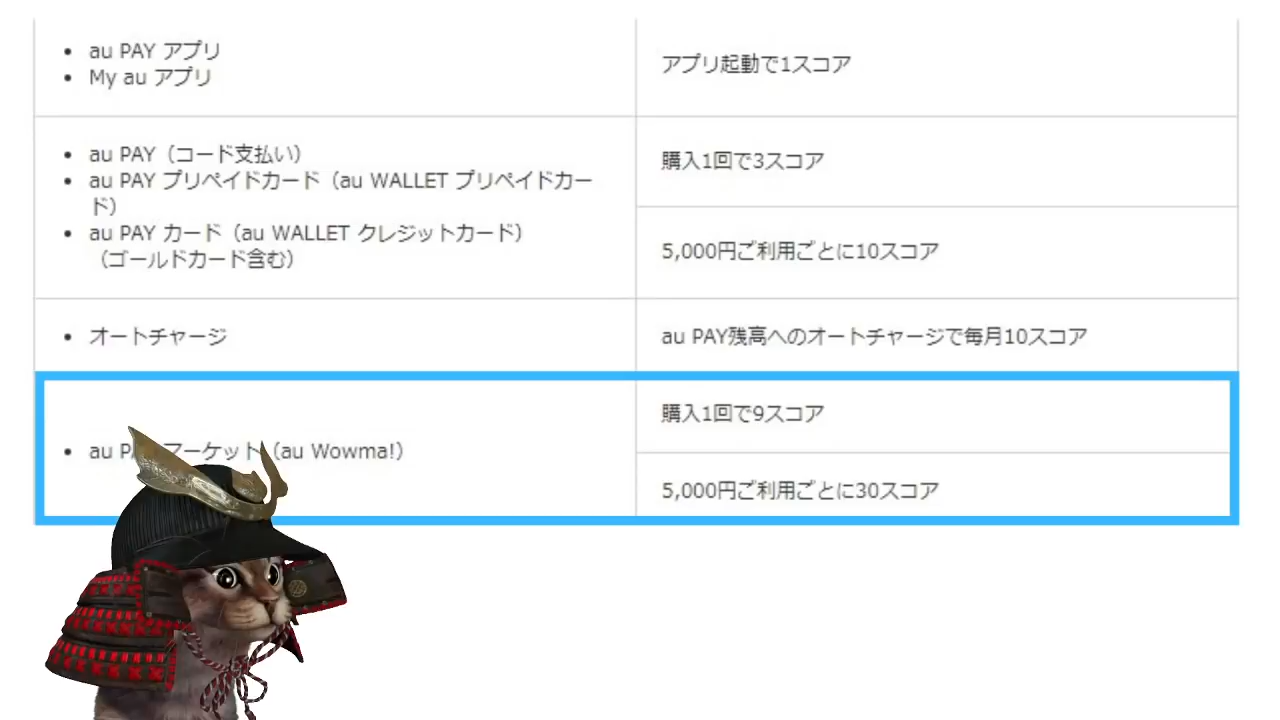 • au PAY アプリ
• My au アプリ
アプリ起動で1スコア
• au PAY（コード支払い）
• au PAY プリペイドカード（au WALLET プリペイドカー
ド）
• au PAY カード（au WALLET クレジットカード）
（ゴールドカード含む）
購入1回で3スコア
5,000円ご利用ごとに10スコア
• オートチャージ
au PAY残高へのオートチャージで毎月10スコア
• au マーケット（au Wowma!）
購入1回で9スコア
5,000円ご利用ごとに30スコア